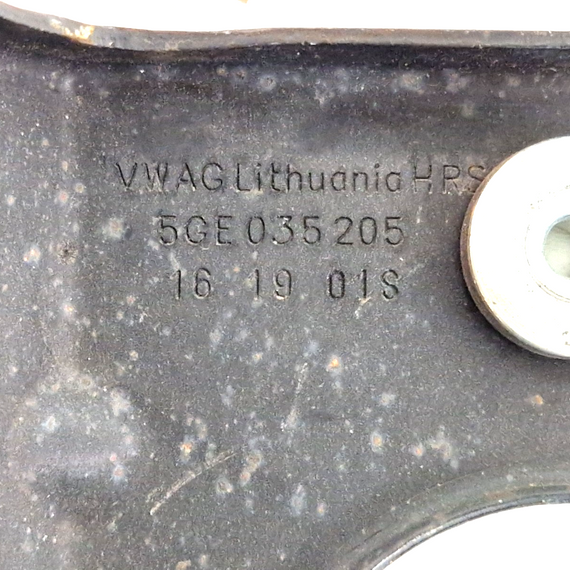 VWAG Lithuania HRS
5GE 035 205
16 19 01S